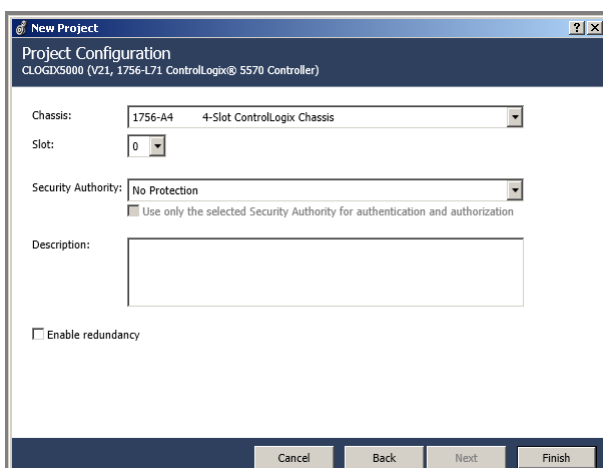 New Project
Project Configuration
CLOGIX5000 (V21, 1756-L71 ControlLogix® 5570 Controller)
Chassis: 1756-A4 4-Slot ControlLogix Chassis
Slot: 0
Security Authority: No Protection
Use only the selected Security Authority for authentication and authorization
Description:
Enable redundancy
Cancel Back Next Finish